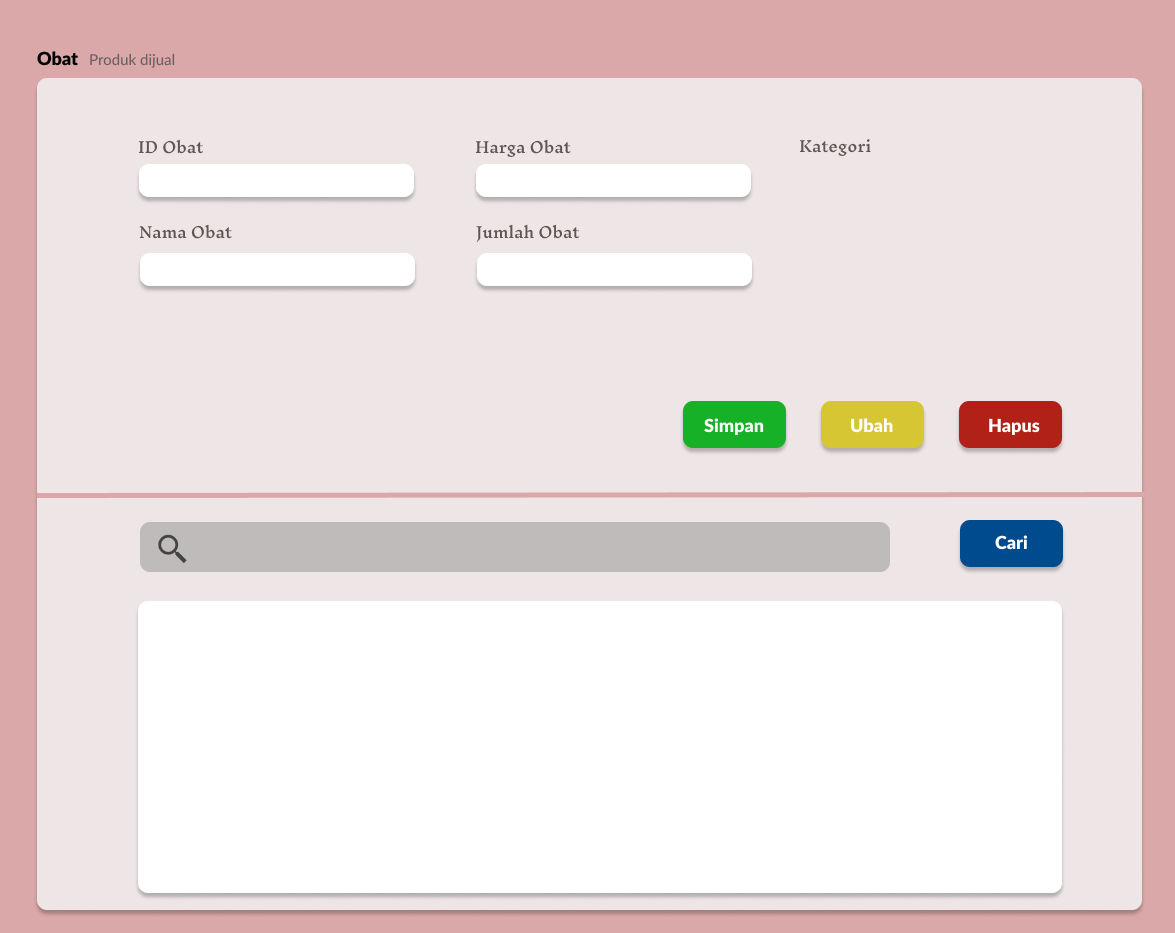 Obat Produk dijual
ID Obat
Harga Obat
Kategori
Nama Obat
Jumlah Obat
Simpan
Ubah
Hapus
Cari